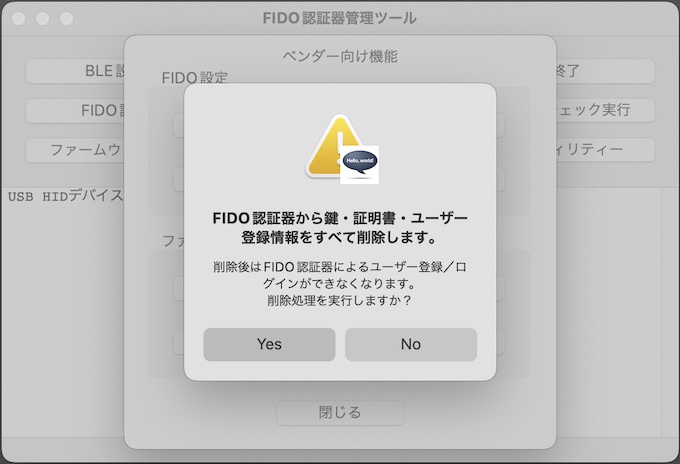 FIDO認証器管理ツール
ベンダー向け機能
BLE設
FIDO設定
終了
FIDO設
ェック実行
ファームウ
ィリティー
USB HIDデバイス
Hello, world!
FIDO認証器から鍵・証明書・ユーザー
登録情報をすべて削除します。
削除後はFIDO認証器によるユーザー登録／ロ
グインができなくなります。
削除処理を実行しますか？
ファ
Yes
No
閉じる